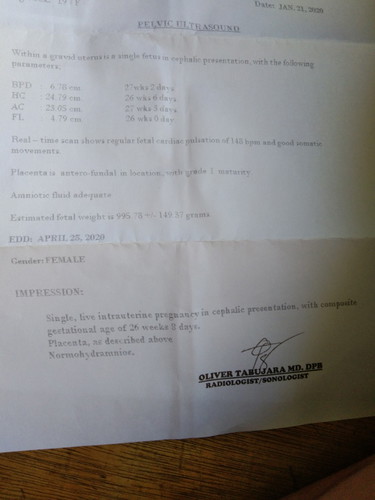 Date: JAN. 21, 2020
PELVIC ULTRASOUND
Within a gravid uterus is a single fetus in cephalic presentation, with the following
parameters.
BPD 6.78 cm. 27 wks 2 days
HC 24.79 cm. 26 wks 6 days
AC 23.05 cm. 27 wks 3 days
FL 4.79 cm. 26 wks 0 day
Real – time scan shows regular fetal cardiac pulsation of 148 bpm and good somatic
movements.
Placenta is antero-fundal in location, with grade 1 maturity
Amniotic fluid adequate
Estimated fetal weight is 995.78 +/- 149.37 grams.
EDD: APRIL 25, 2020
Gender: FEMALE
IMPRESSION:
Single, live intrauterine pregnancy in cephalic presentation, with composite
gestational age of 26 weeks 3 days.
Placenta, as described above
Normohydramnior.
OLIVER TABUJARA MD. DPB
RADIOLOGIST/SONOLOGIST